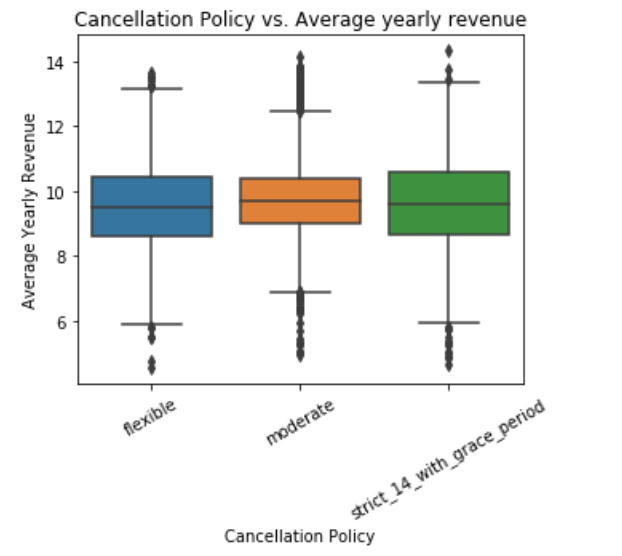 Cancellation Policy vs. Average yearly revenue
14
12
10
8
6
Average Yearly Revenue
flexible
moderate
strict_14_with_grace_period
Cancellation Policy